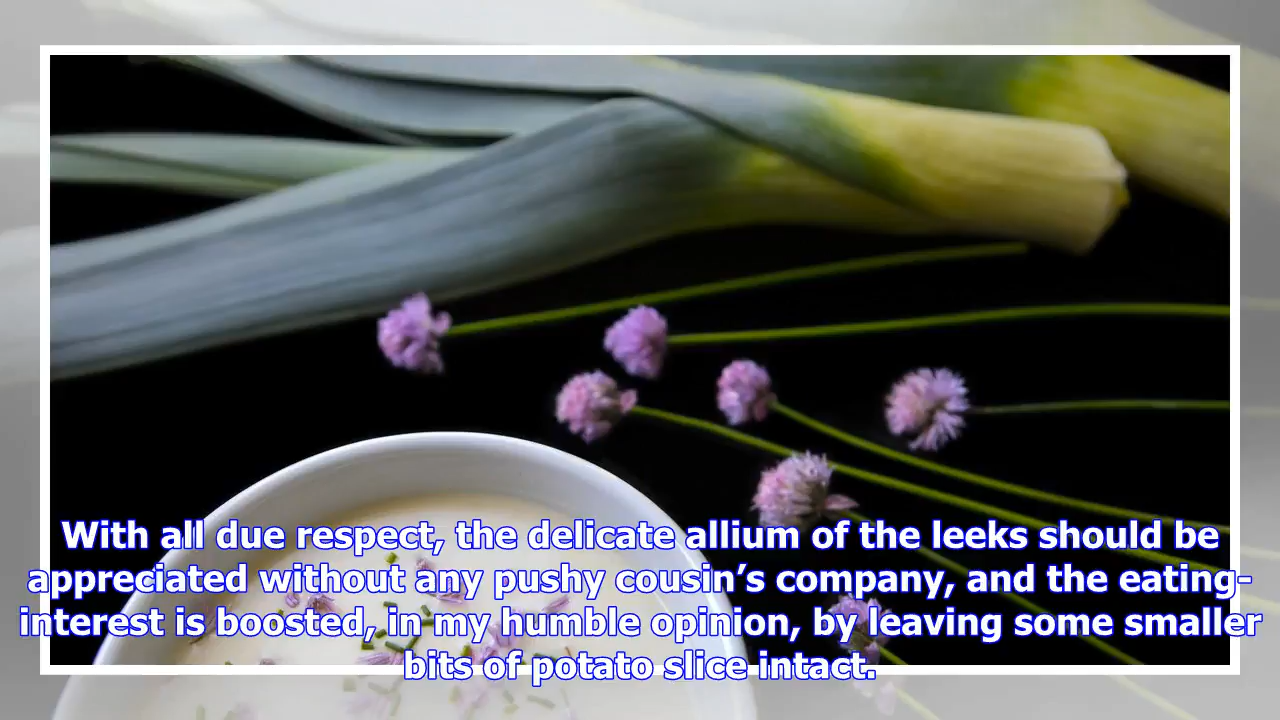 With all due respect, the delicate allium of the leeks should be
appreciated without any pushy cousin’s company, and the eating-
interest is boosted, in my humble opinion, by leaving some smaller
bits of potato slice intact.